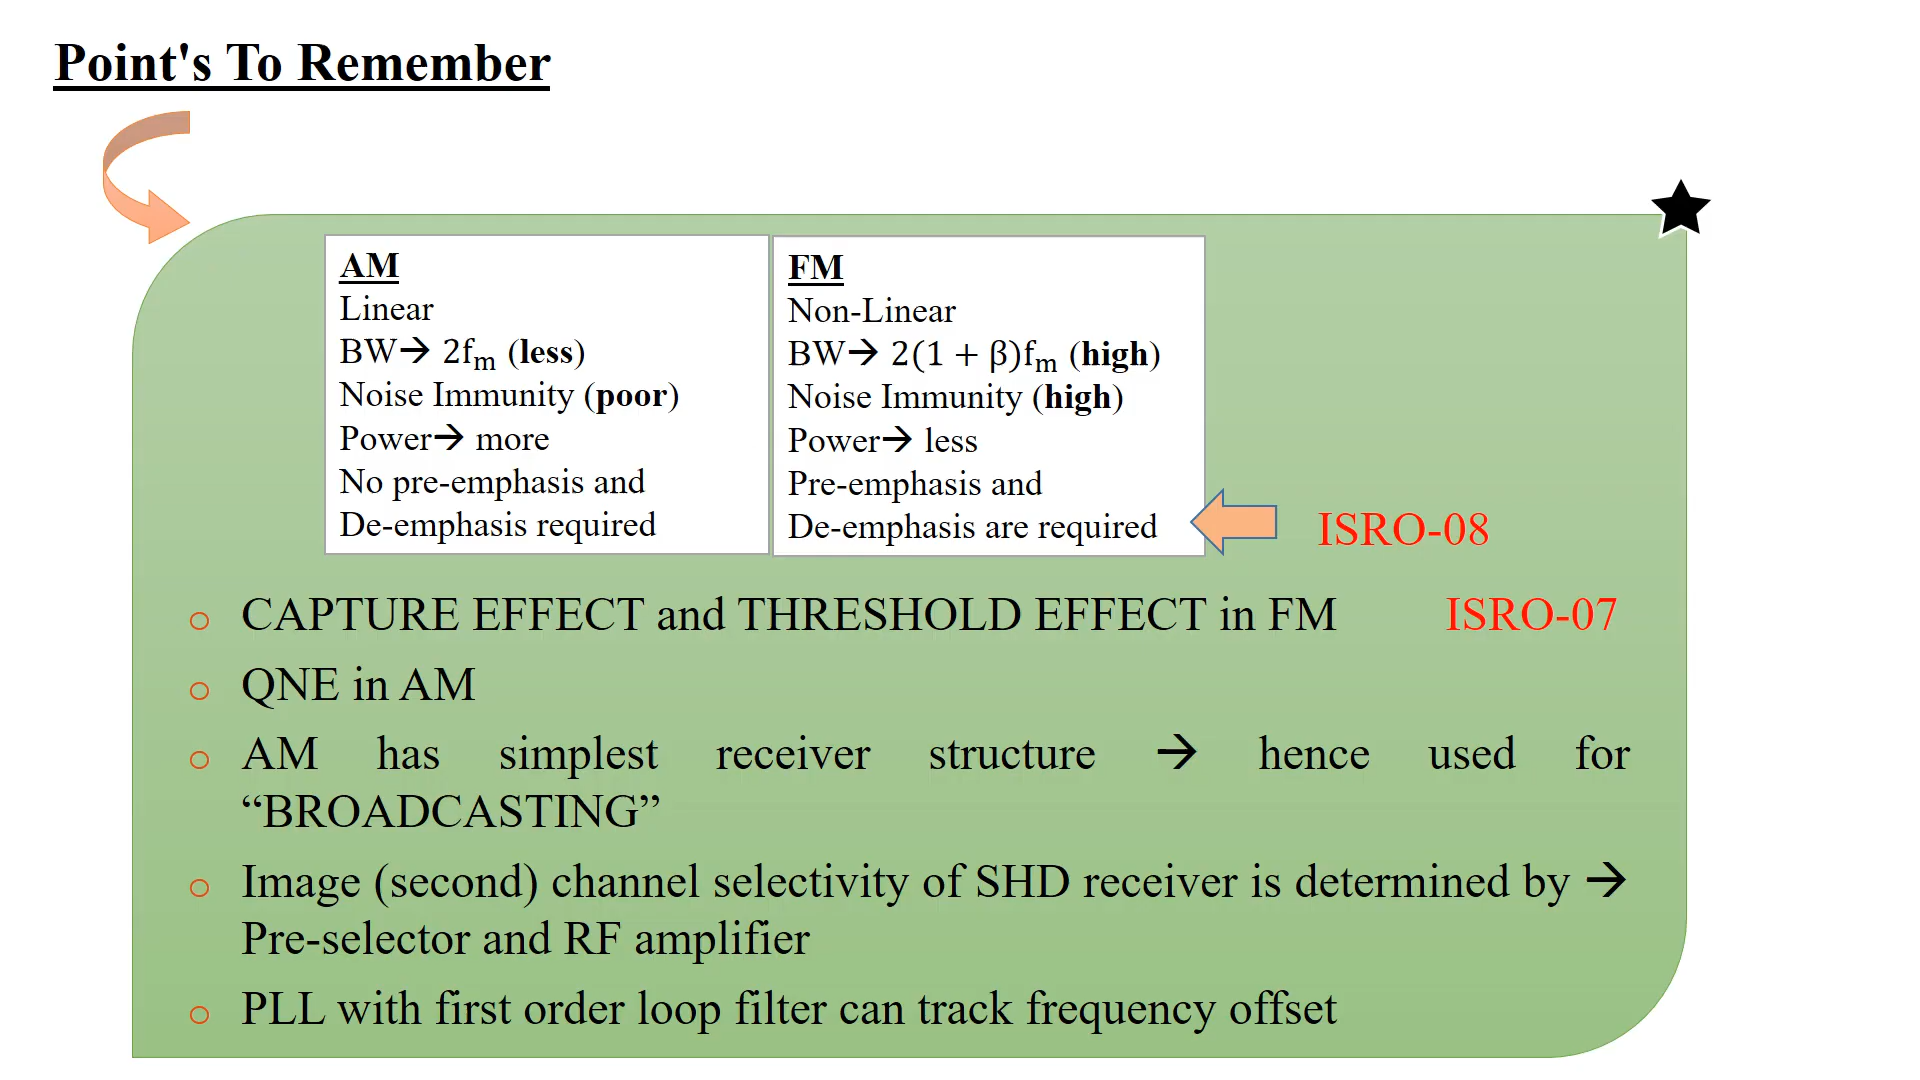 Point's To Remember
AM
Linear
BW→ 2fₘ (less)
Noise Immunity (poor)
Power→ more
No pre-emphasis and
De-emphasis required
FM
Non-Linear
BW→ 2(1 + β)fₘ (high)
Noise Immunity (high)
Power→ less
Pre-emphasis and
De-emphasis are required
ISRO-08
CAPTURE EFFECT and THRESHOLD EFFECT in FM ISRO-07
QNE in AM
AM has simplest receiver structure → hence used for
“BROADCASTING”
Image (second) channel selectivity of SHD receiver is determined by →
Pre-selector and RF amplifier
PLL with first order loop filter can track frequency offset